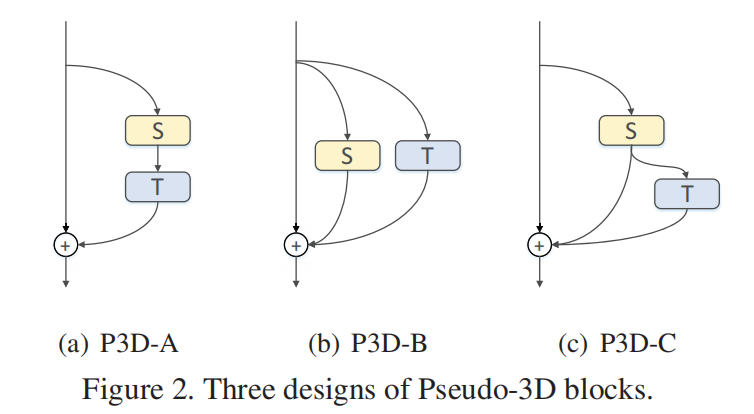 S
T
+
S
T
+
S
T
+
(a) P3D-A
(b) P3D-B
(c) P3D-C
Figure 2. Three designs of Pseudo-3D blocks.